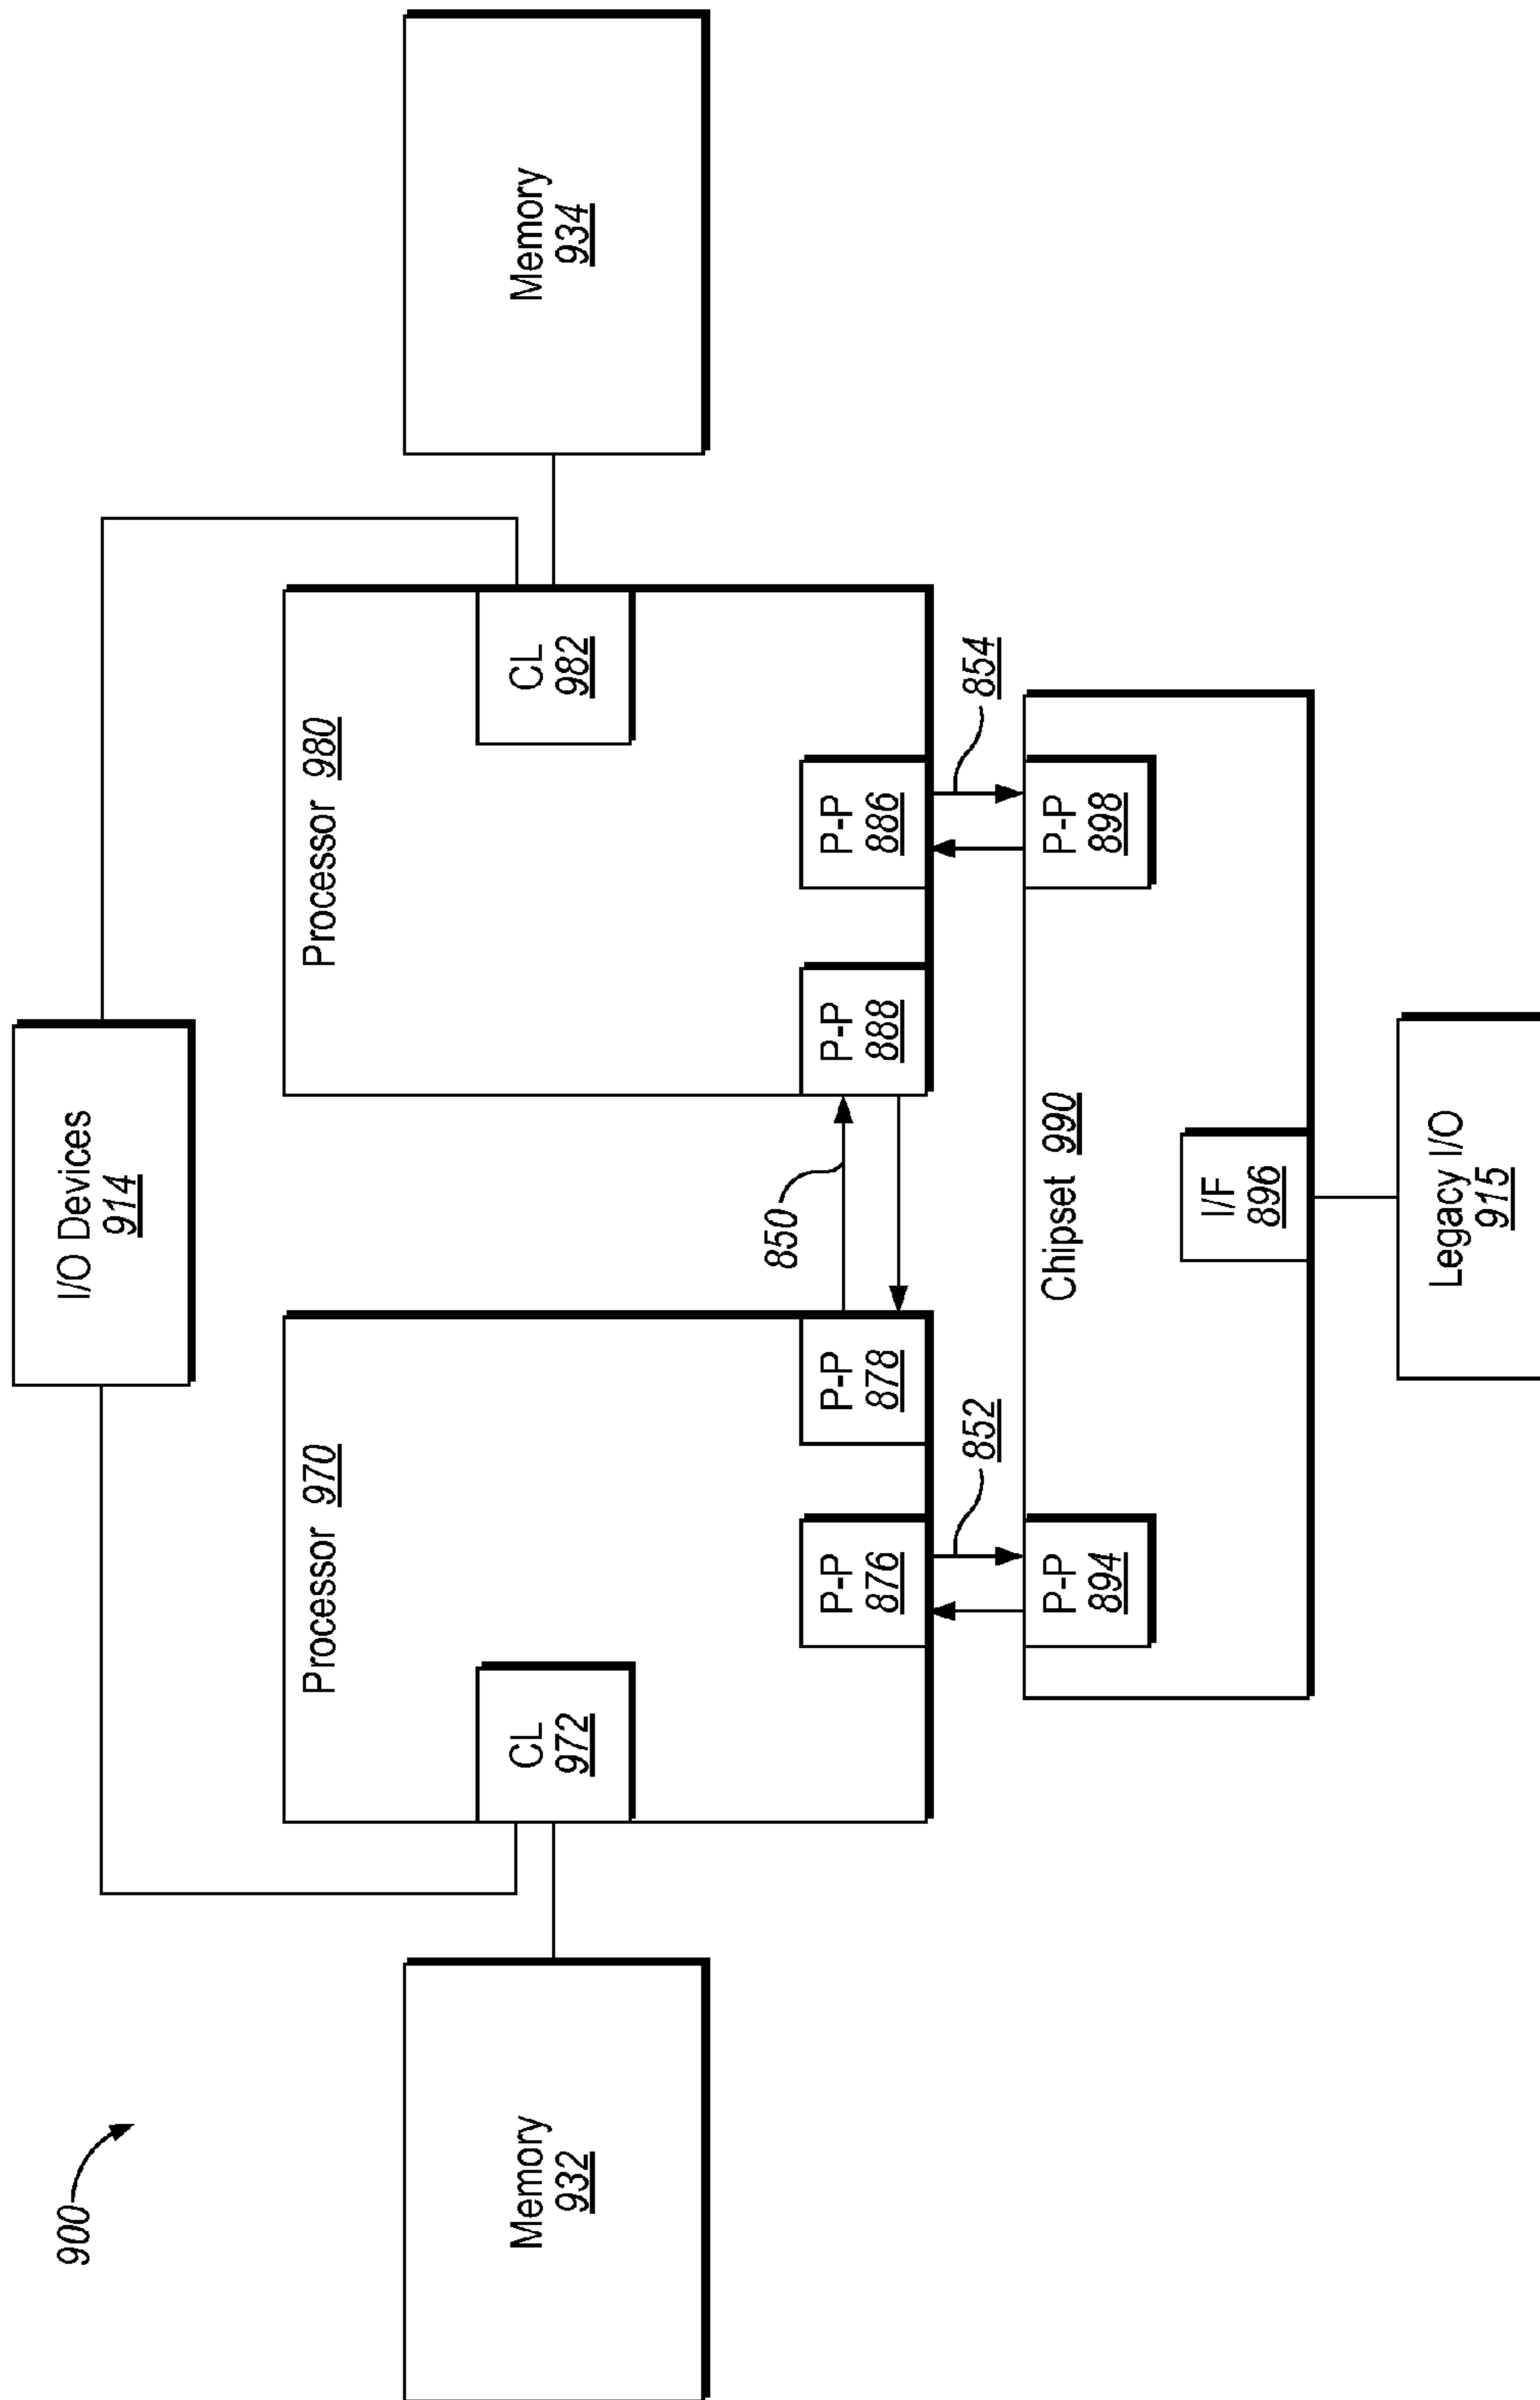 900
I/O Devices
914
Memory
932
Processor 970
CL
972
P-P
876
P-P
878
850
Processor 980
CL
982
P-P
888
P-P
886
Memory
934
852
854
P-P
894
Chipset 990
P-P
898
I/F
896
Legacy I/O
915